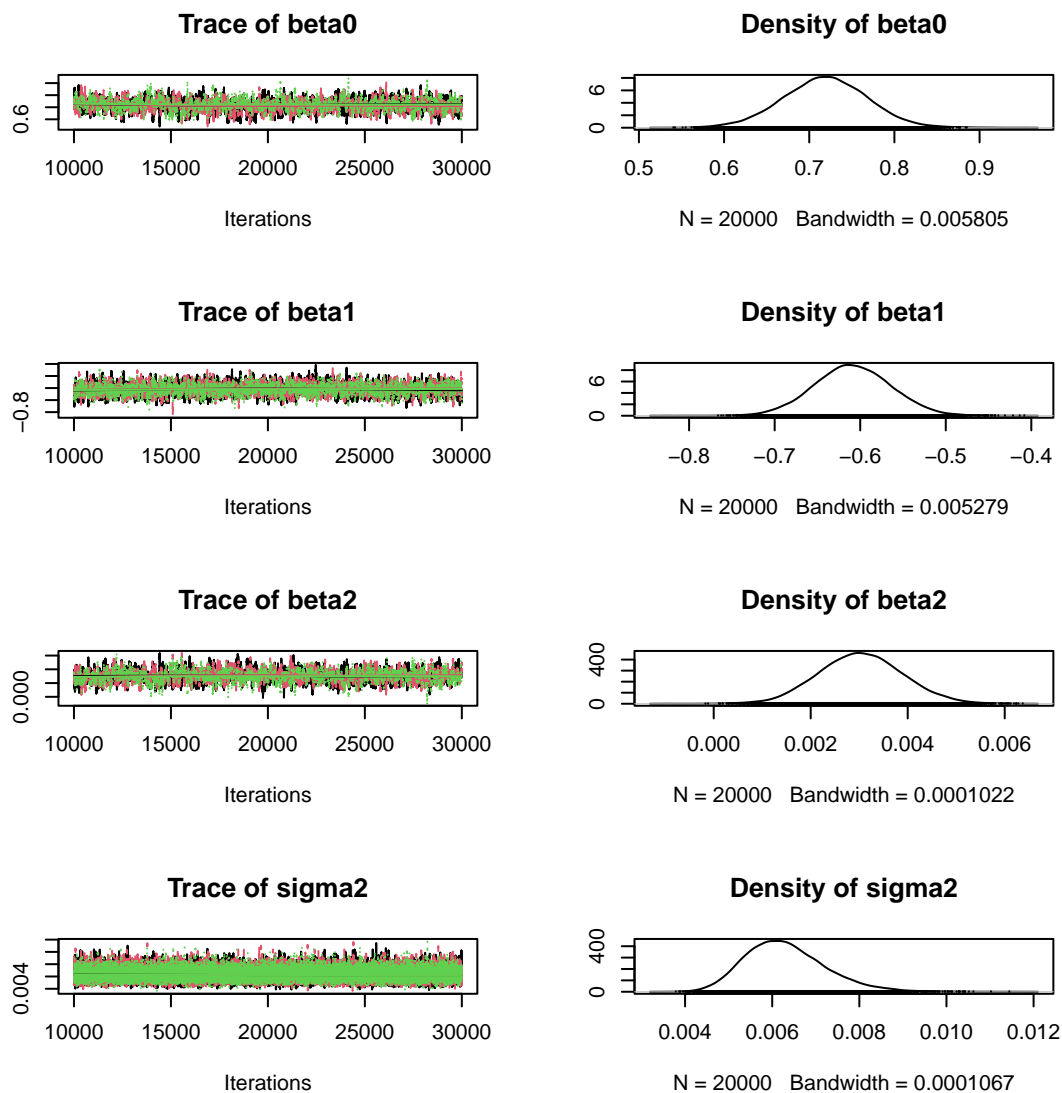 Trace of beta0
0.6
10000 15000 20000 25000 30000
Iterations
Density of beta0
0 6
0.5 0.6 0.7 0.8 0.9
N = 20000 Bandwidth = 0.005805
Trace of beta1
−0.8
10000 15000 20000 25000 30000
Iterations
Density of beta1
0 6
−0.8 −0.7 −0.6 −0.5 −0.4
N = 20000 Bandwidth = 0.005279
Trace of beta2
0.000
10000 15000 20000 25000 30000
Iterations
Density of beta2
0 400
0.000 0.002 0.004 0.006
N = 20000 Bandwidth = 0.0001022
Trace of sigma2
0.004
10000 15000 20000 25000 30000
Iterations
Density of sigma2
0 400
0.004 0.006 0.008 0.010 0.012
N = 20000 Bandwidth = 0.0001067